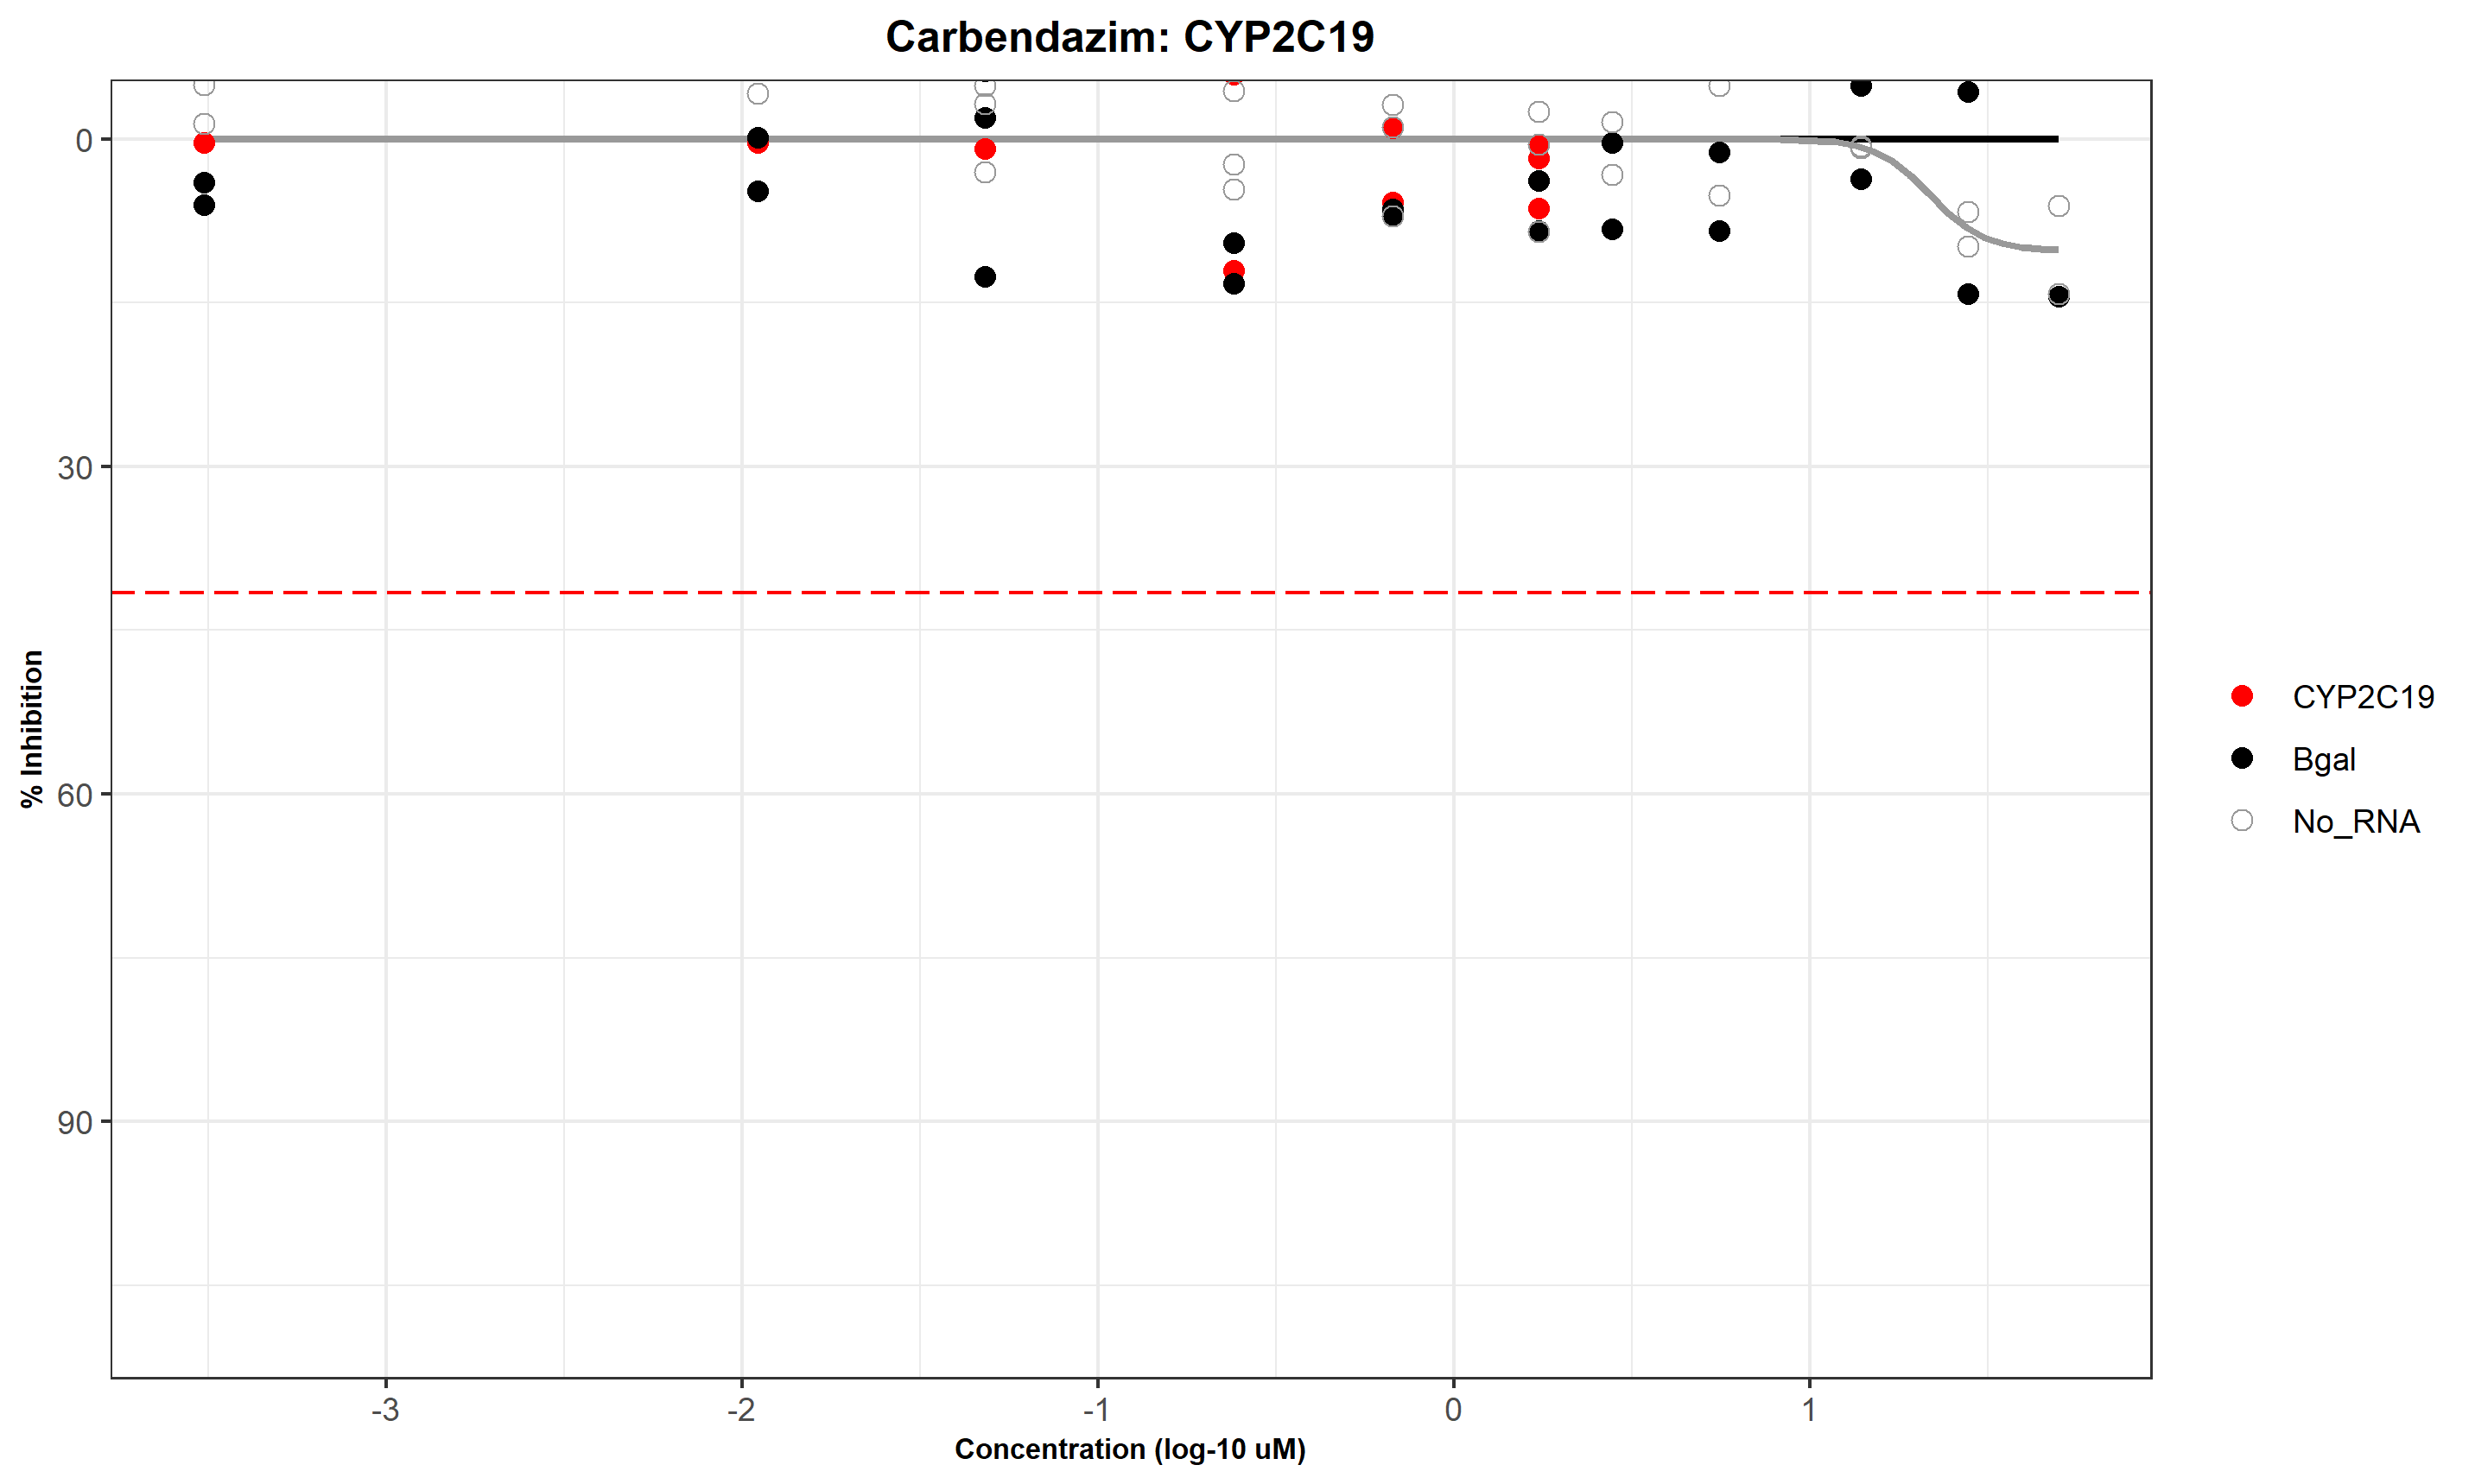 Carbendazim: CYP2C19
0
30
60
90
% Inhibition
-3
-2
-1
0
1
Concentration (log-10 uM)
CYP2C19
Bgal
No_RNA